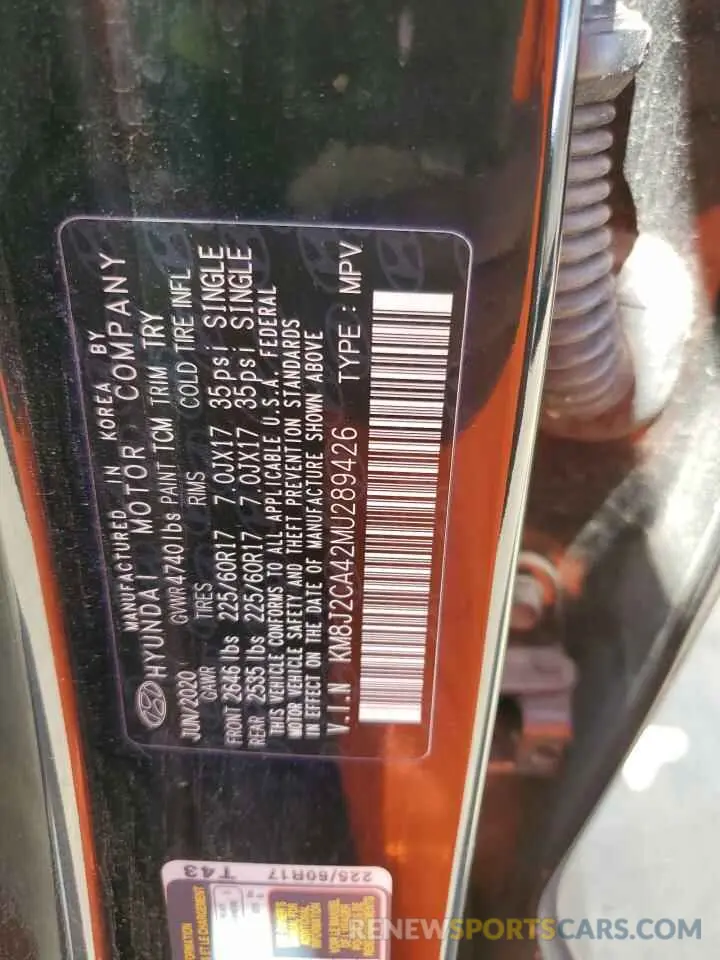 MANUFACTURED IN KOREA BY
HYUNDAI MOTOR COMPANY
JUN/2020 GVWR 4740lbs PAINT TCM TRIM TRY
GAWR TIRES RIMS COLD TIRE INFL
FRONT 2646 lbs 225/60R17 7.0JX17 35psi SINGLE
REAR 2535 lbs 225/60R17 7.0JX17 35psi SINGLE
THIS VEHICLE CONFORMS TO ALL APPLICABLE U.S.A. FEDERAL
MOTOR VEHICLE SAFETY AND THEFT PREVENTION STANDARDS
IN EFFECT ON THE DATE OF MANUFACTURE SHOWN ABOVE
V.I.N KM8J2CA42MU289426 TYPE : MPV
T43
225/60R17
ET LE CHARGEMENT
RENEWSPORTSCARS.COM